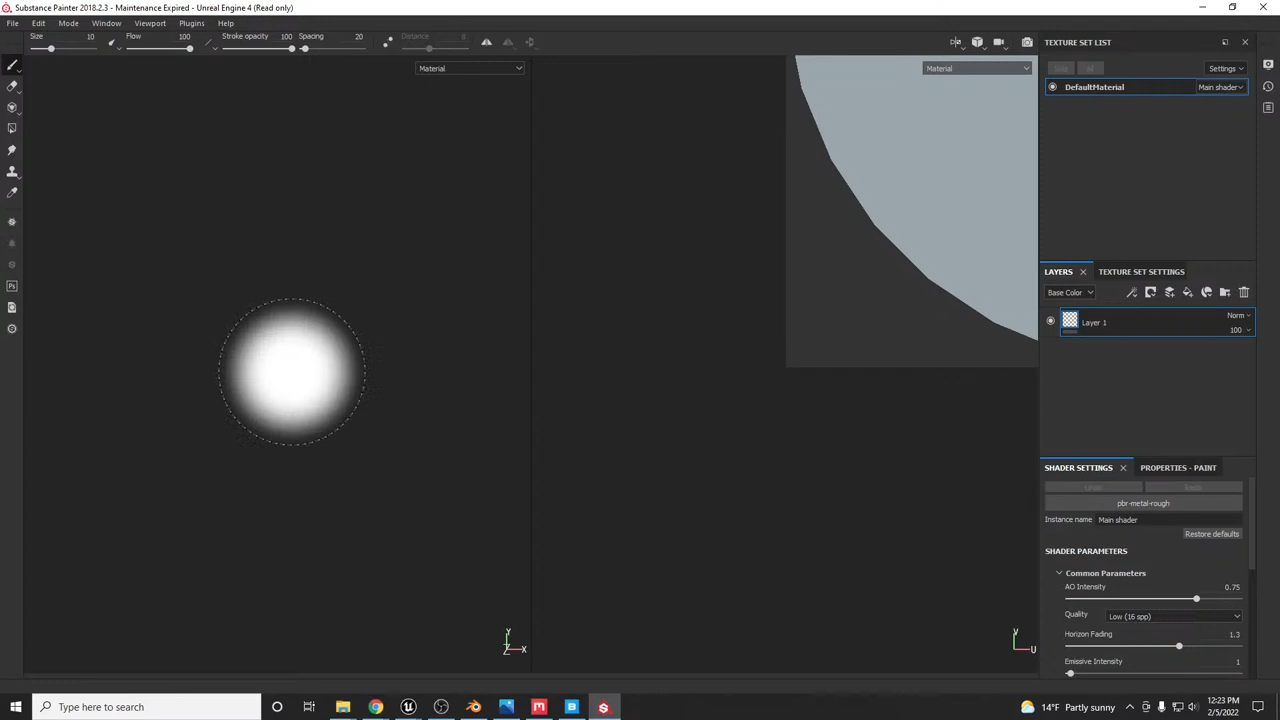 Substance Painter 2018.2.3 - Maintenance Expired - Unreal Engine 4 (Read only)
File Edit Mode Window Viewport Plugins Help
Size 10 Flow 100 Stroke opacity 100 Spacing 20 Distance 8
Material
Material
TEXTURE SET LIST
Settings
DefaultMaterial Main shader
LAYERS TEXTURE SET SETTINGS
Base Color
Layer 1 Norm
100
SHADER SETTINGS PROPERTIES - PAINT
Undo
pbr-metal-rough
Instance name Main shader
Restore defaults
SHADER PARAMETERS
Common Parameters
AO Intensity 0.75
Quality Low (16 spp)
Horizon Fading 1.3
Emissive Intensity 1
Y
Z X
V
U
Ps
Type here to search
14°F Partly sunny
12:23 PM
2/5/2022